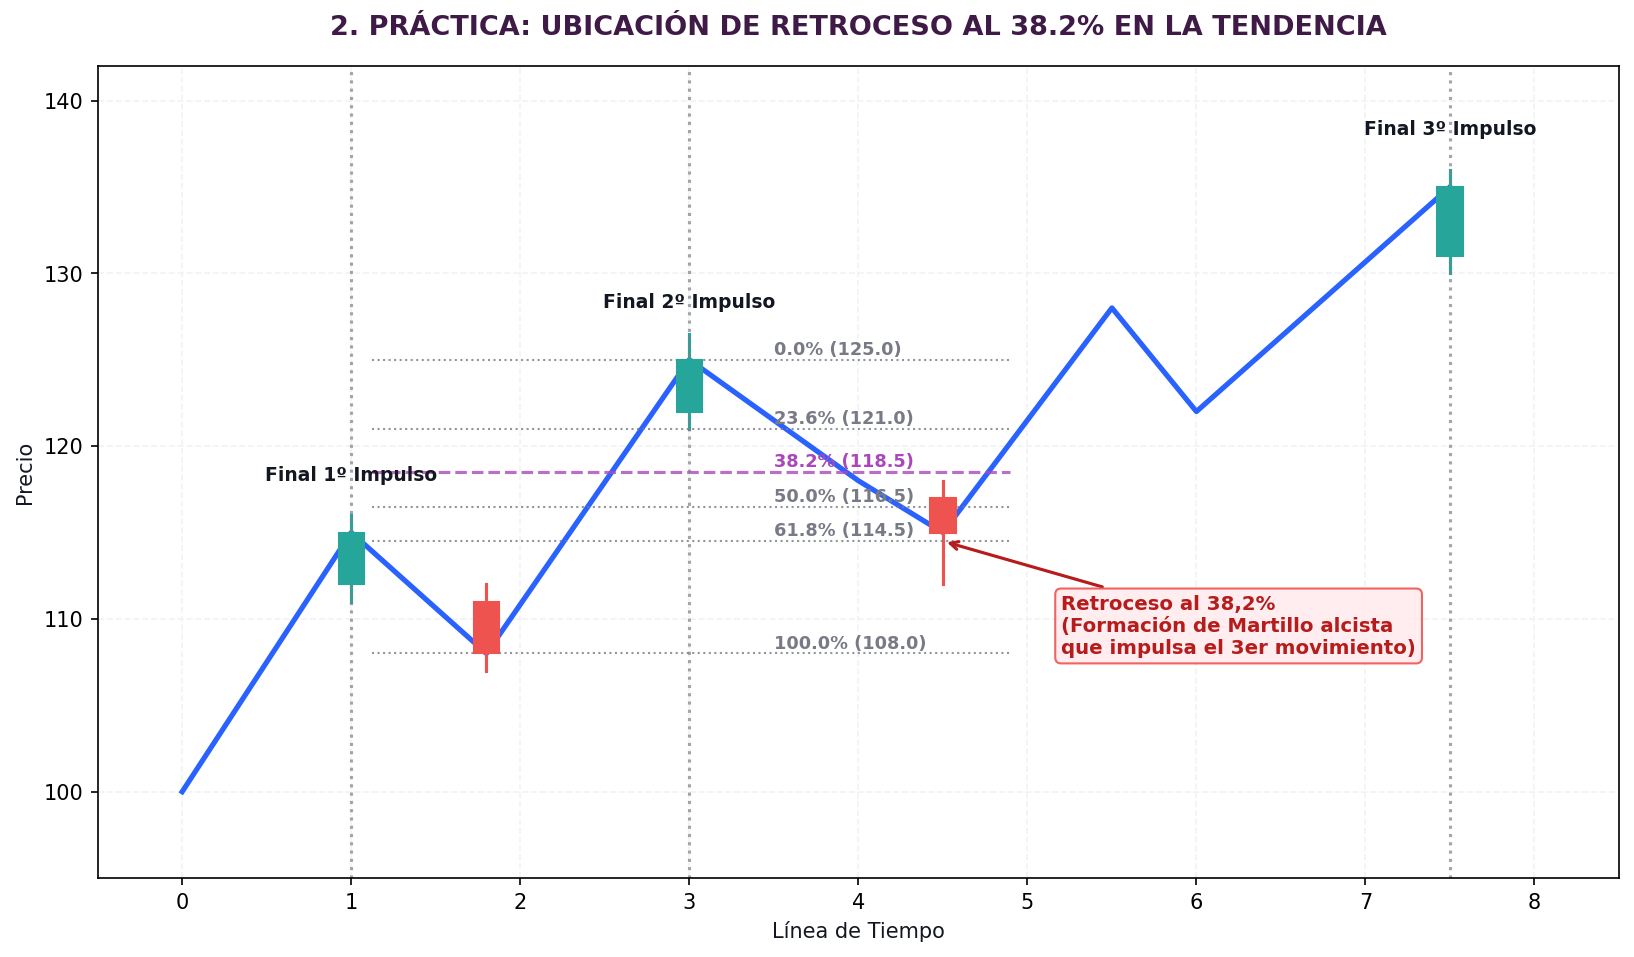 2. PRÁCTICA: UBICACIÓN DE RETROCESO AL 38.2% EN LA TENDENCIA
140
130
120
110
100
Precio
Final 3º Impulso
Final 2º Impulso
Final 1º Impulso
0.0% (125.0)
23.6% (121.0)
38.2% (118.5)
50.0% (116.5)
61.8% (114.5)
100.0% (108.0)
Retroceso al 38,2%
(Formación de Martillo alcista
que impulsa el 3er movimiento)
0 1 2 3 4 5 6 7 8
Línea de Tiempo